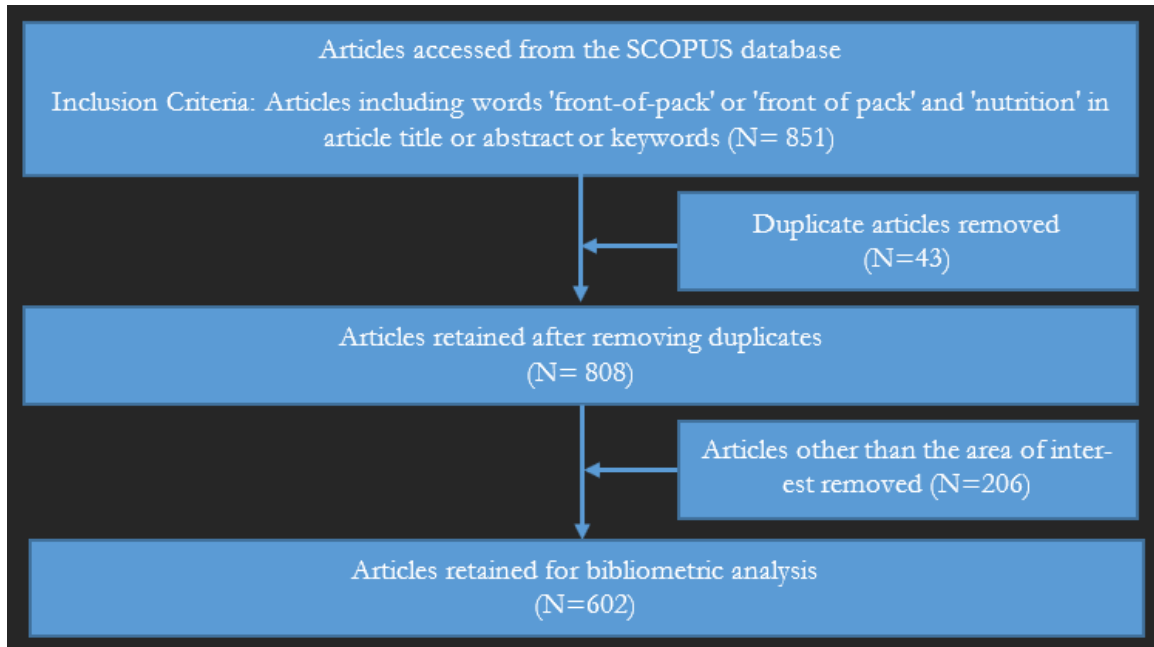 Articles accessed from the SCOPUS database
Inclusion Criteria: Articles including words 'front-of-pack' or 'front of pack' and 'nutrition' in
article title or abstract or keywords (N= 851)
Duplicate articles removed
(N=43)
Articles retained after removing duplicates
(N= 808)
Articles other than the area of inter-
est removed (N=206)
Articles retained for bibliometric analysis
(N=602)